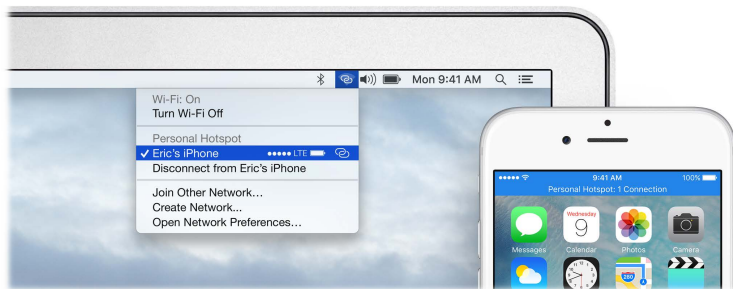 Mon 9:41 AM
Wi-Fi: On
Turn Wi-Fi Off
Personal Hotspot
✓ Eric's iPhone LTE
Disconnect from Eric's iPhone
Join Other Network...
Create Network...
Open Network Preferences...
9:41 AM 100%
Personal Hotspot: 1 Connection
Wednesday
9
Messages Calendar Photos Camera
280